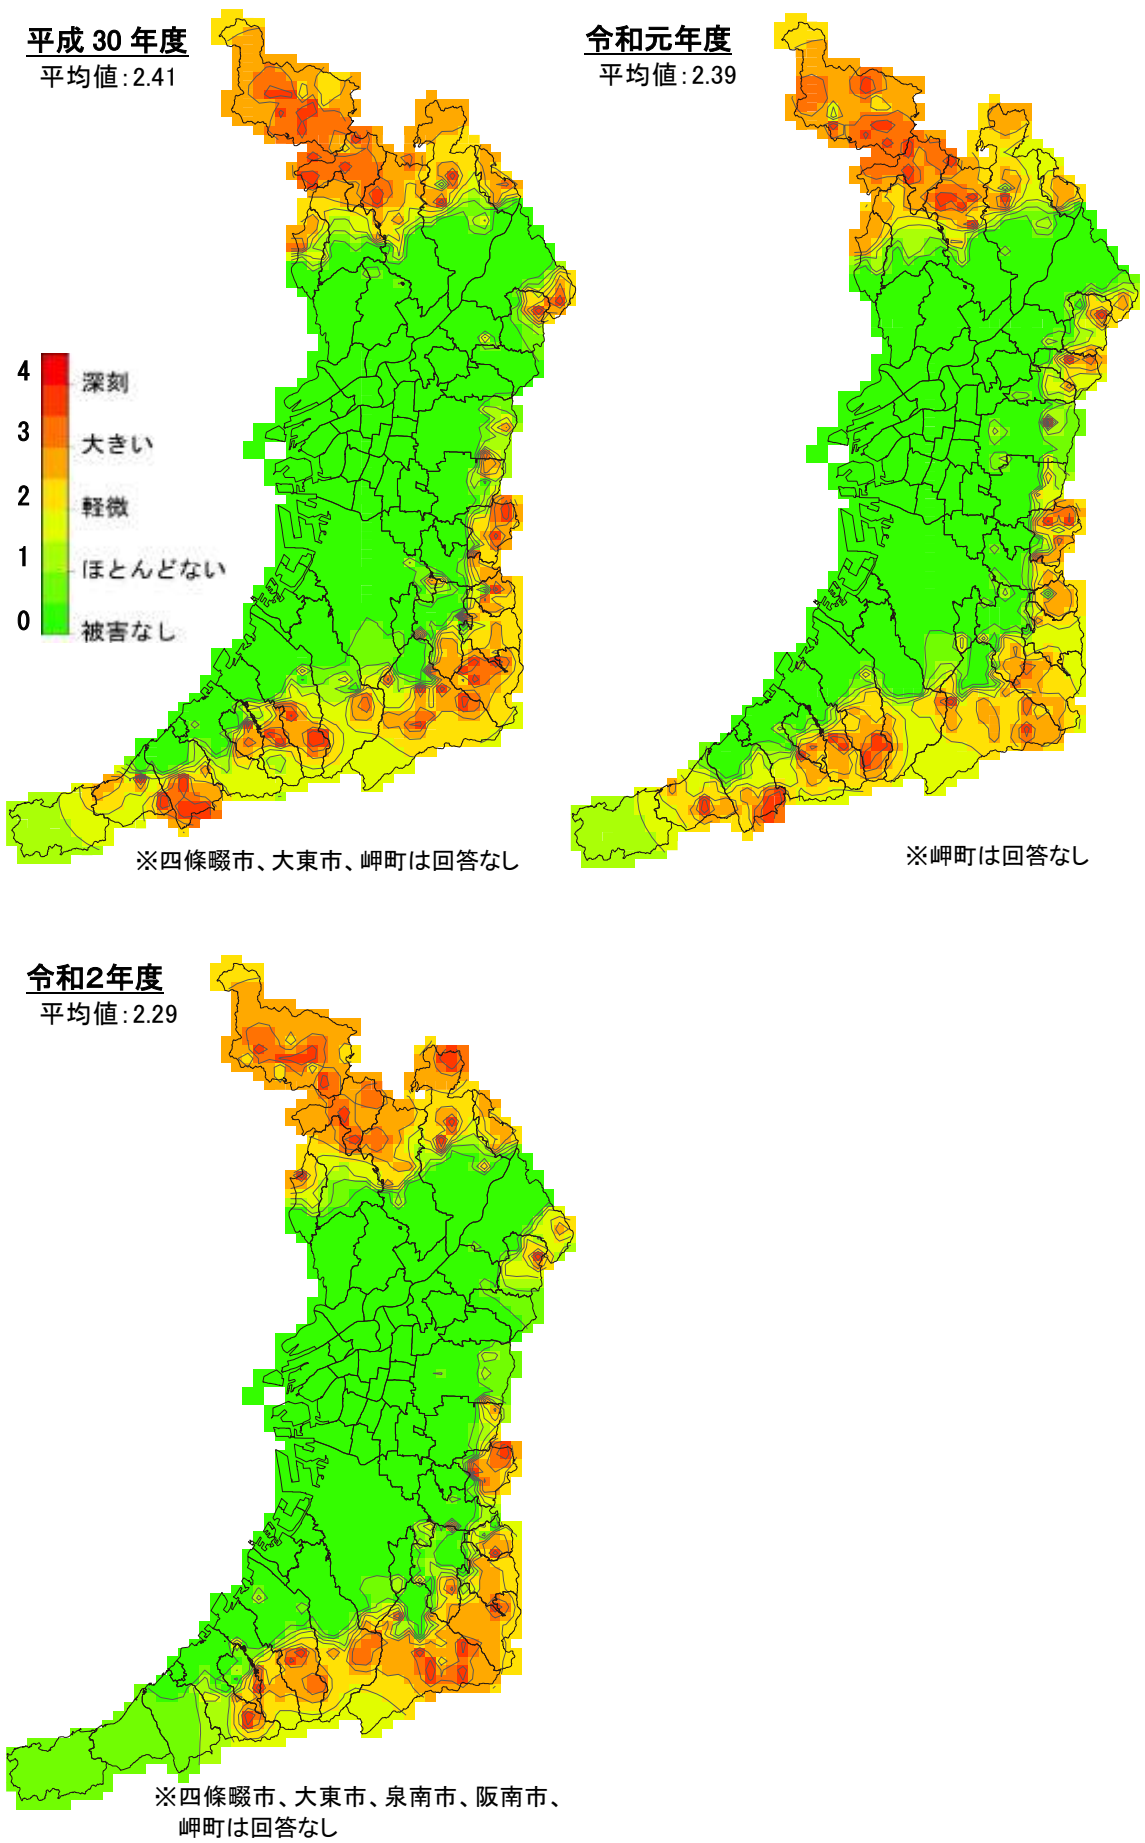 平成 30 年度
平均値：2.41
令和元年度
平均値：2.39
4
深刻
3
大きい
2
軽微
1
ほとんどない
0
被害なし
※四條畷市、大東市、岬町は回答なし
※岬町は回答なし
令和２年度
平均値：2.29
※四條畷市、大東市、泉南市、阪南市、
岬町は回答なし